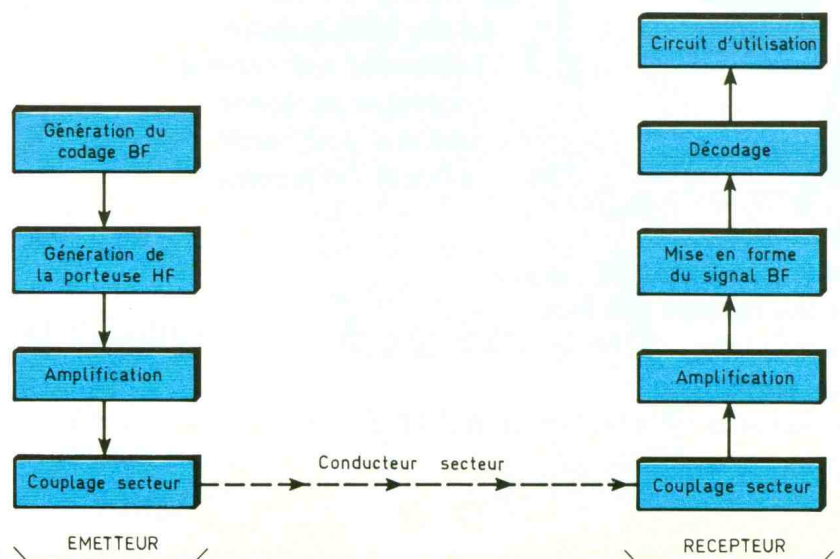 Génération du
codage BF
Génération de
la porteuse HF
Amplification
Couplage secteur
EMETTEUR
Conducteur secteur
Circuit d'utilisation
Décodage
Mise en forme
du signal BF
Amplification
Couplage secteur
RECEPTEUR